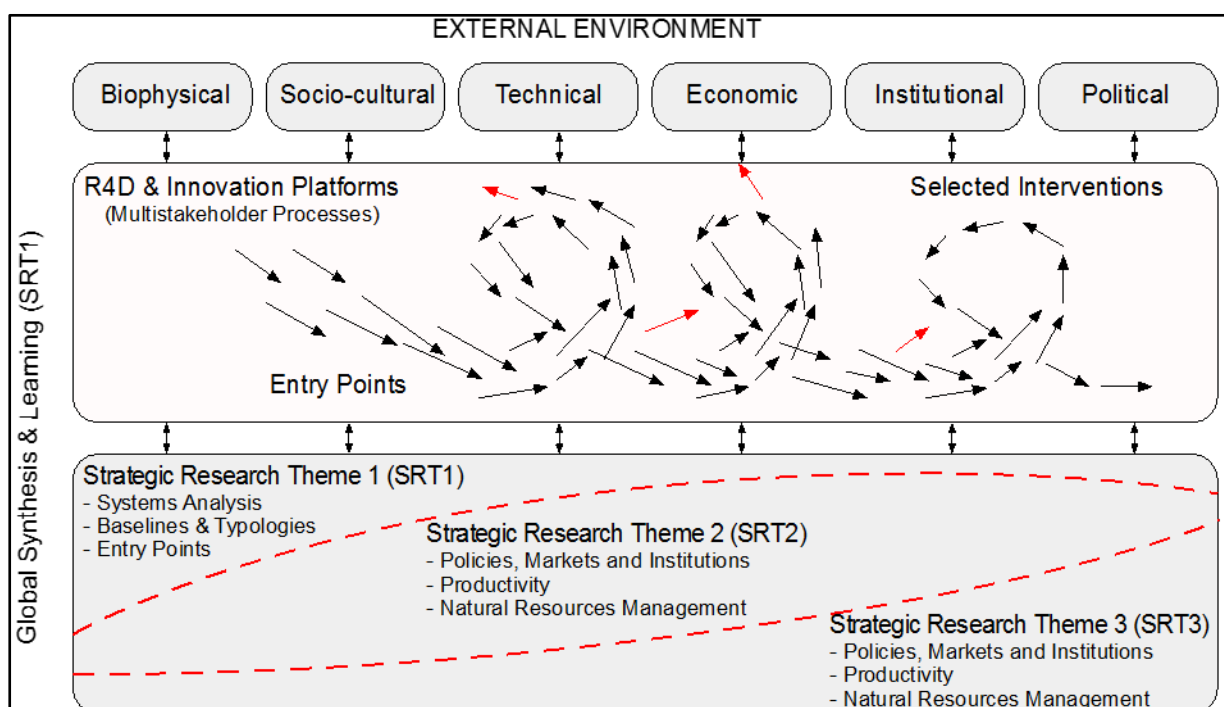 EXTERNAL ENVIRONMENT
Biophysical
Socio-cultural
Technical
Economic
Institutional
Political
R4D & Innovation Platforms
(Multistakeholder Processes)
Selected Interventions
Entry Points
Global Synthesis & Learning (SRT1)
Strategic Research Theme 1 (SRT1)
- Systems Analysis
- Baselines & Typologies
- Entry Points
Strategic Research Theme 2 (SRT2)
- Policies, Markets and Institutions
- Productivity
- Natural Resources Management
Strategic Research Theme 3 (SRT3)
- Policies, Markets and Institutions
- Productivity
- Natural Resources Management